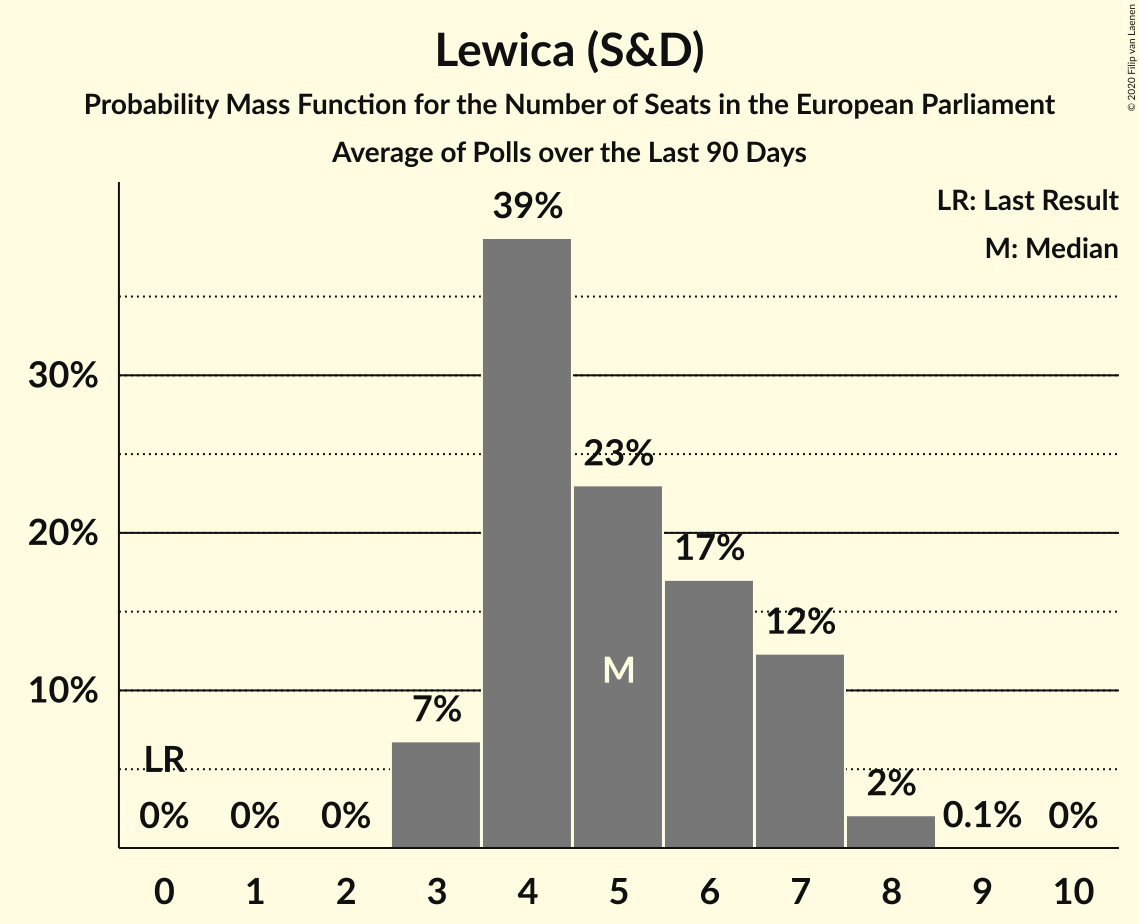 Lewica (S&D)
Probability Mass Function for the Number of Seats in the European Parliament
Average of Polls over the Last 90 Days
© 2020 Filip van Laenen
LR: Last Result
M: Median
39%
30%
23%
20%
17%
12%
M
10%
7%
LR
2%
0% 0% 0% 0.1% 0%
0 1 2 3 4 5 6 7 8 9 10